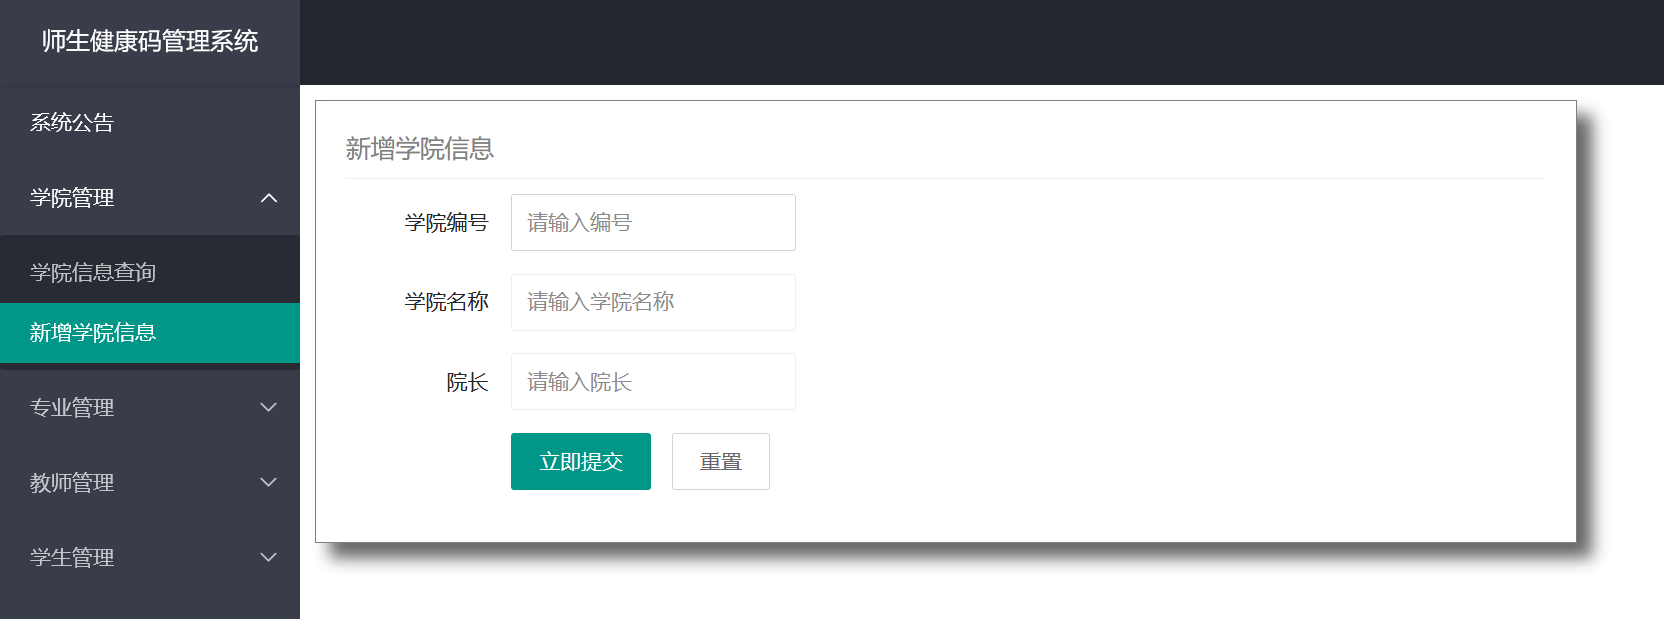 师生健康码管理系统
系统公告
学院管理
学院信息查询
新增学院信息
专业管理
教师管理
学生管理
新增学院信息
学院编号 请输入编号
学院名称 请输入学院名称
院长 请输入院长
立即提交 重置